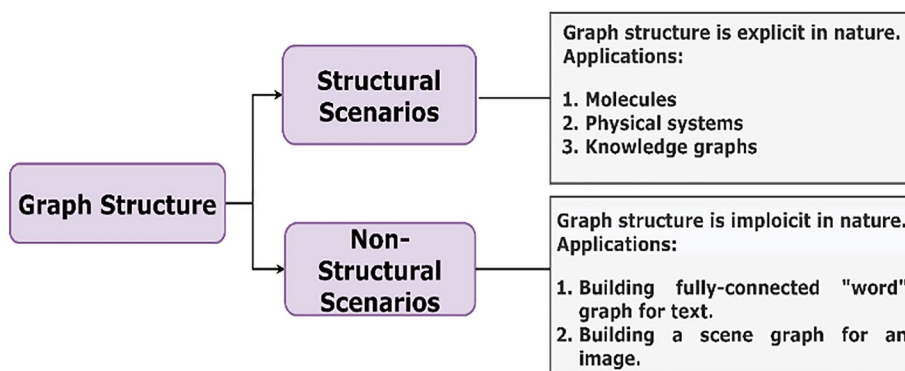 Graph Structure
Structural
Scenarios
Graph structure is explicit in nature.
Applications:
1. Molecules
2. Physical systems
3. Knowledge graphs
Non-
Structural
Scenarios
Graph structure is imploicit in nature.
Applications:
1. Building fully-connected "word"
graph for text.
2. Building a scene graph for an
image.